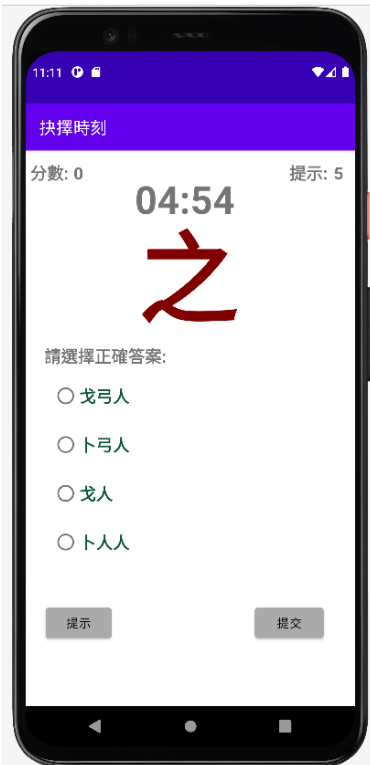 11:11
抉擇時刻
分數: 0 提示: 5
04:54
之
請選擇正確答案:
戈弓人
卜弓人
戈人
卜人人
提示 提交